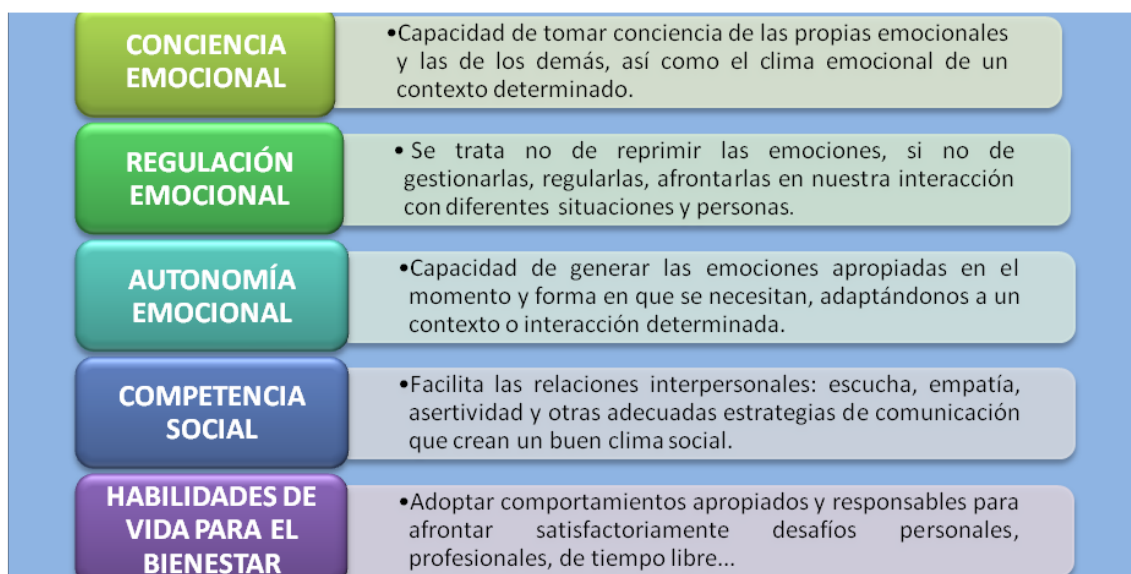 CONCIENCIA
EMOCIONAL
•Capacidad de tomar conciencia de las propias emocionales
y las de los demás, así como el clima emocional de un
contexto determinado.
REGULACIÓN
EMOCIONAL
• Se trata no de reprimir las emociones, si no de
gestionarlas, regularlas, afrontarlas en nuestra interacción
con diferentes situaciones y personas.
AUTONOMÍA
EMOCIONAL
•Capacidad de generar las emociones apropiadas en el
momento y forma en que se necesitan, adaptándonos a un
contexto o interacción determinada.
COMPETENCIA
SOCIAL
•Facilita las relaciones interpersonales: escucha, empatía,
asertividad y otras adecuadas estrategias de comunicación
que crean un buen clima social.
HABILIDADES DE
VIDA PARA EL
BIENESTAR
•Adoptar comportamientos apropiados y responsables para
afrontar satisfactoriamente desafíos personales,
profesionales, de tiempo libre...